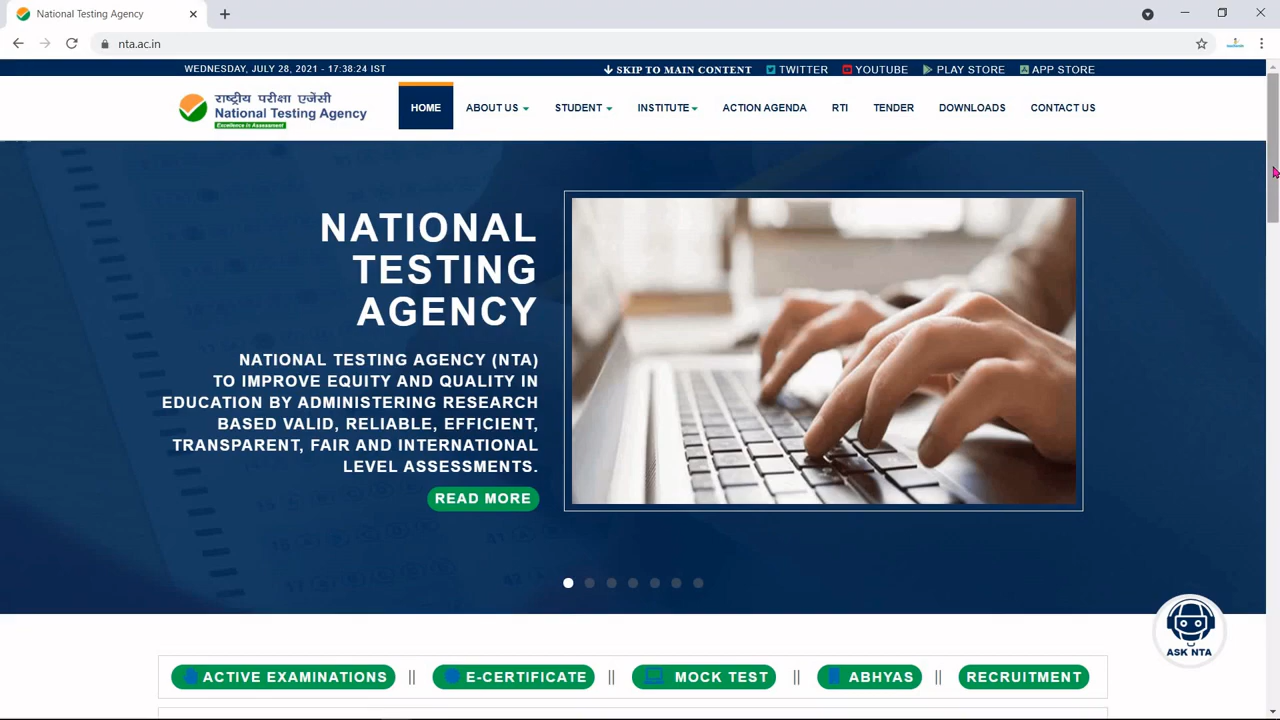 National Testing Agency
nta.ac.in
WEDNESDAY, JULY 28, 2021 - 17:38:24 IST
SKIP TO MAIN CONTENT TWITTER YOUTUBE PLAY STORE APP STORE
राष्ट्रीय परीक्षा एजेंसी
National Testing Agency
Excellence in Assessment
HOME ABOUT US STUDENT INSTITUTE ACTION AGENDA RTI TENDER DOWNLOADS CONTACT US
NATIONAL
TESTING
AGENCY
NATIONAL TESTING AGENCY (NTA)
TO IMPROVE EQUITY AND QUALITY IN
EDUCATION BY ADMINISTERING RESEARCH
BASED VALID, RELIABLE, EFFICIENT,
TRANSPARENT, FAIR AND INTERNATIONAL
LEVEL ASSESSMENTS.
READ MORE
ASK NTA
ACTIVE EXAMINATIONS || E-CERTIFICATE || MOCK TEST || ABHYAS || RECRUITMENT